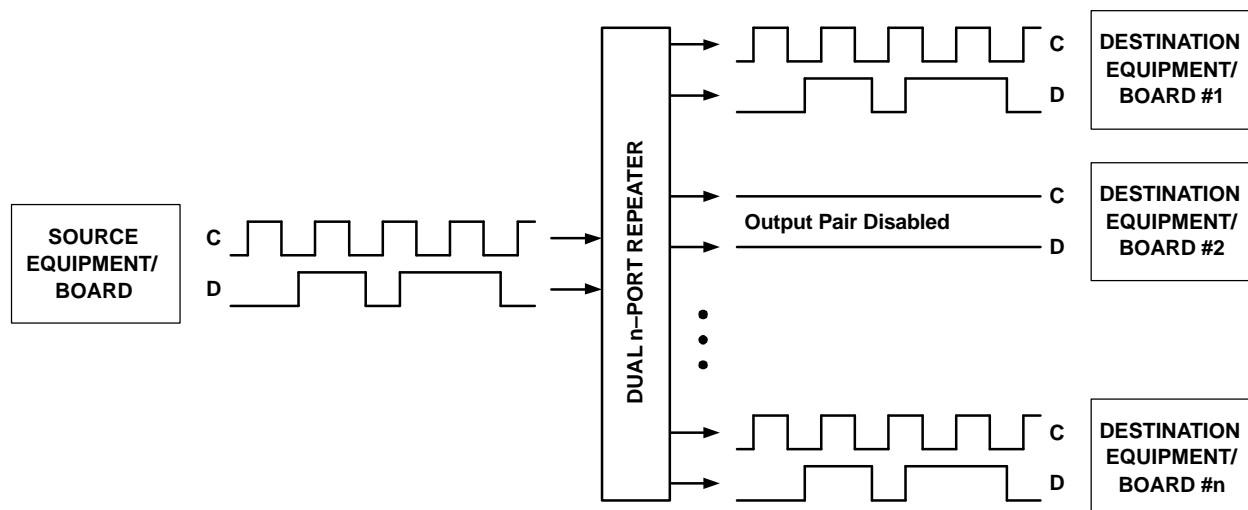 SOURCE
EQUIPMENT/
BOARD
C
D
DUAL n–PORT REPEATER
C
D
DESTINATION
EQUIPMENT/
BOARD #1
C
Output Pair Disabled
D
DESTINATION
EQUIPMENT/
BOARD #2
C
D
DESTINATION
EQUIPMENT/
BOARD #n